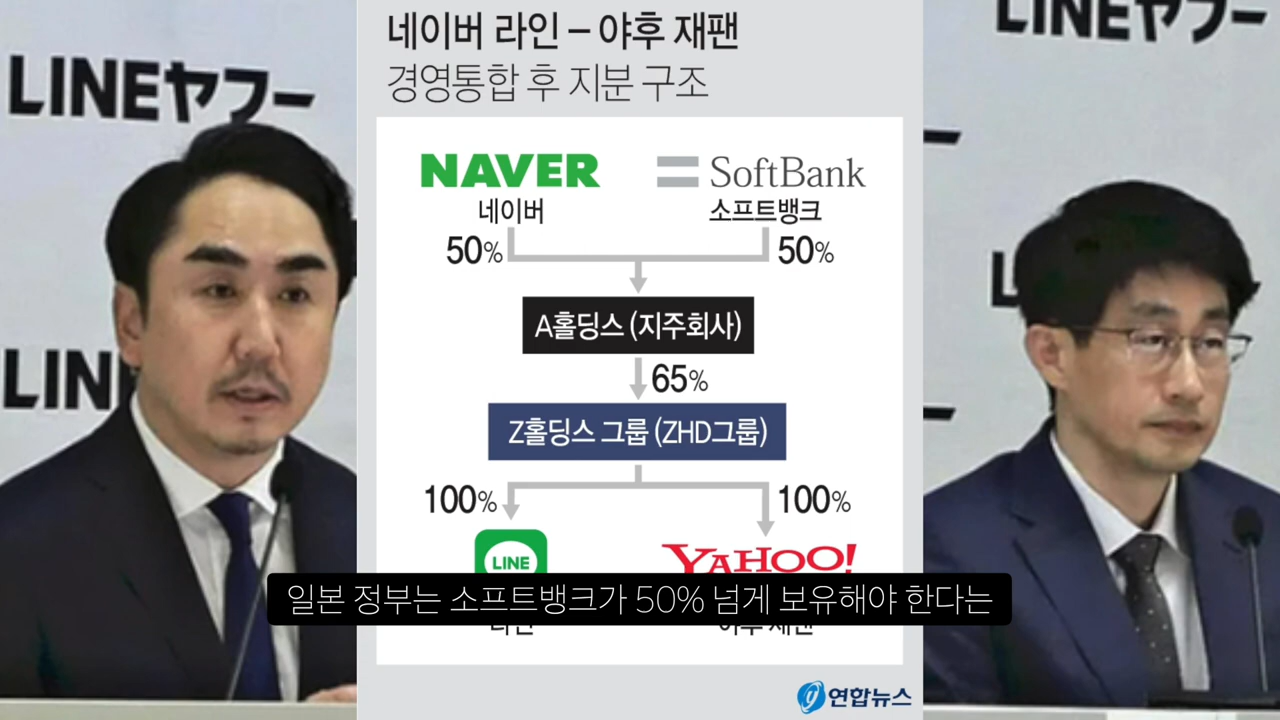 LINEヤフー
LIN
네이버 라인 – 야후 재팬
경영통합 후 지분 구조
NAVER
네이버
SoftBank
소프트뱅크
50%
50%
A홀딩스 (지주회사)
65%
Z홀딩스 그룹 (ZHD그룹)
100%
100%
LINE
YAHOO!
일본 정부는 소프트뱅크가 50% 넘게 보유해야 한다는
연합뉴스
LINEヤフー